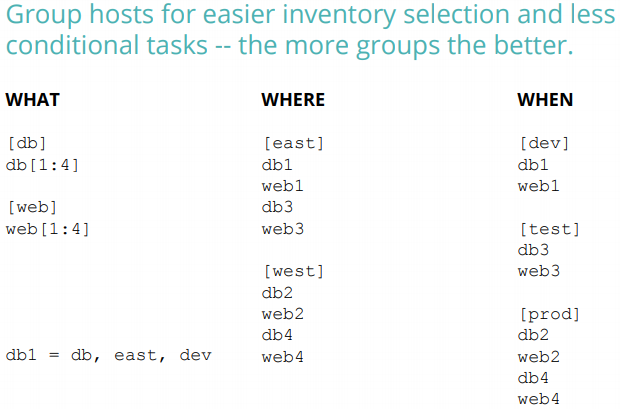 Group hosts for easier inventory selection and less
conditional tasks -- the more groups the better.
WHAT
[db]
db[1:4]
[web]
web[1:4]
db1 = db, east, dev
WHERE
[east]
db1
web1
db3
web3
[west]
db2
web2
db4
web4
WHEN
[dev]
db1
web1
[test]
db3
web3
[prod]
db2
web2
db4
web4